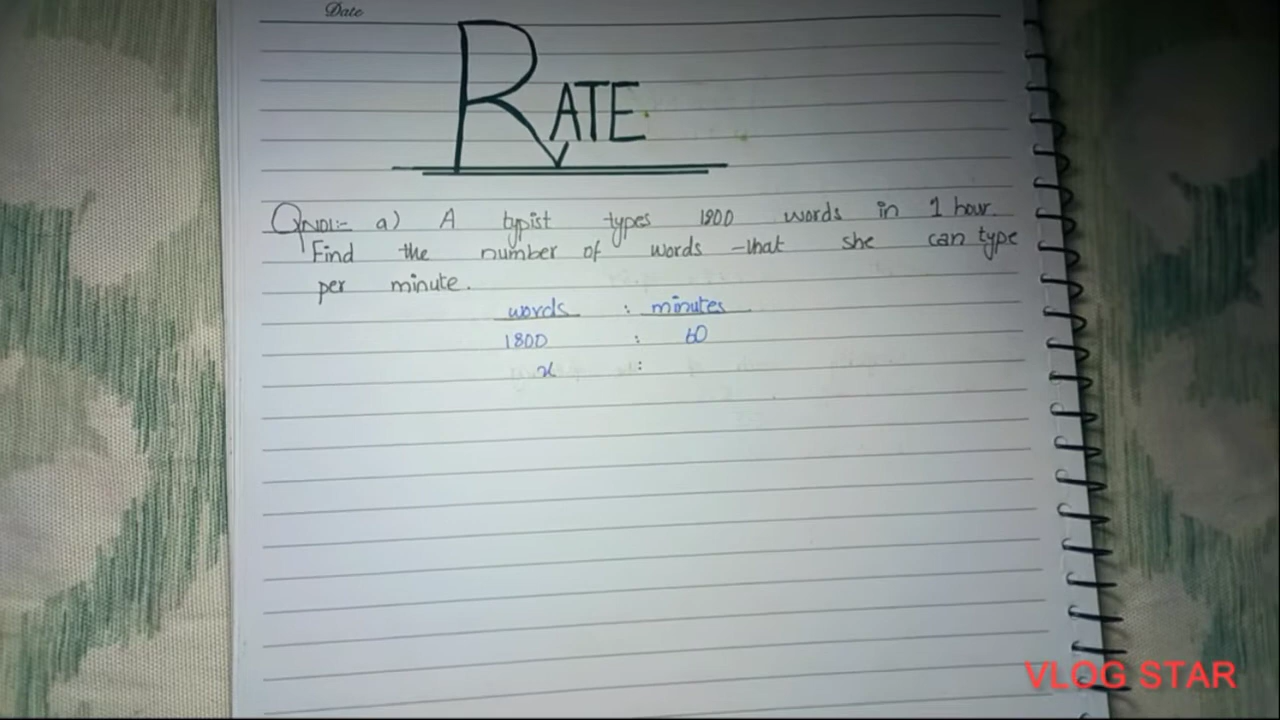 Date
RATE
QNo1:- a) A typist types 1800 words in 1 hour.
Find the number of words that she can type
per minute.
words : minutes
1800 : 60
x :
VLOG STAR